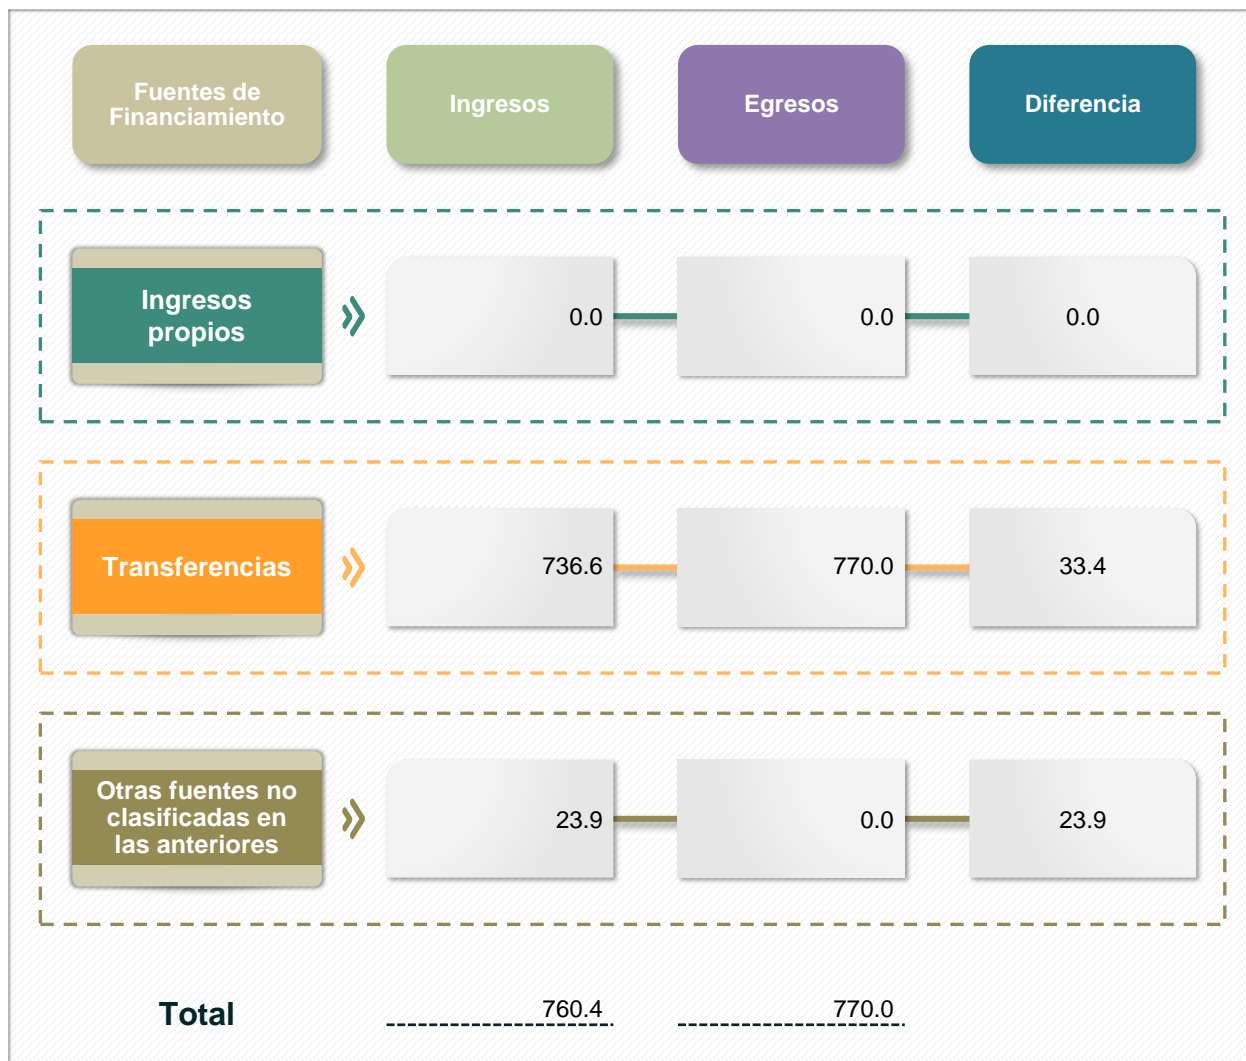 Fuentes de
Financiamiento
Ingresos
Egresos
Diferencia
Ingresos
propios
0.0
0.0
0.0
Transferencias
736.6
770.0
33.4
Otras fuentes no
clasificadas en
las anteriores
23.9
0.0
23.9
Total
760.4
770.0